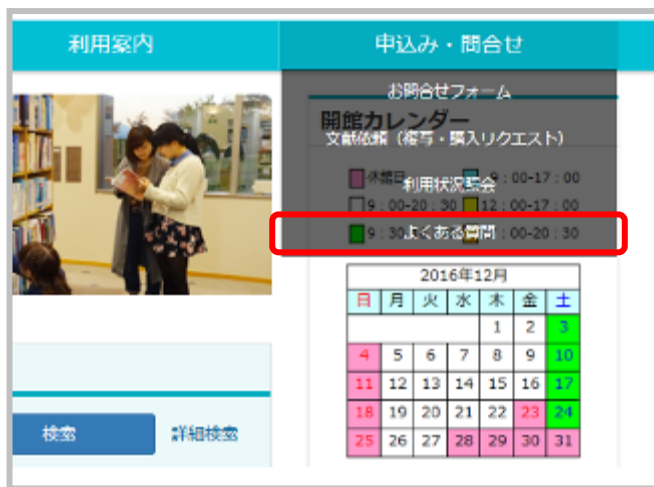 利用案内
申込み・問合せ
お問合せフォーム
開館カレンダー
文献依頼（複写・購入リクエスト）
休館日
9：00-17：00
利用状況照会
9：00-20：30
12：00-17：00
9：30
：00-20：30
よくある質問
2016年12月
日 月 火 水 木 金 土
1 2 3
4 5 6 7 8 9 10
11 12 13 14 15 16 17
18 19 20 21 22 23 24
25 26 27 28 29 30 31
検索
詳細検索